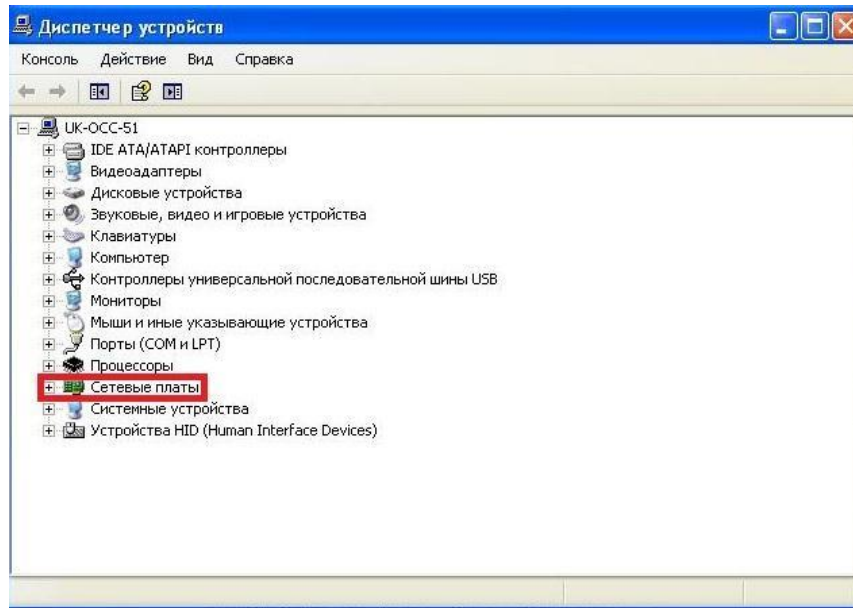 Диспетчер устройств
Консоль Действие Вид Справка
UK-OCC-51
IDE ATA/ATAPI контроллеры
Видеоадаптеры
Дисковые устройства
Звуковые, видео и игровые устройства
Клавиатуры
Компьютер
Контроллеры универсальной последовательной шины USB
Мониторы
Мыши и иные указывающие устройства
Порты (COM и LPT)
Процессоры
Сетевые платы
Системные устройства
Устройства HID (Human Interface Devices)